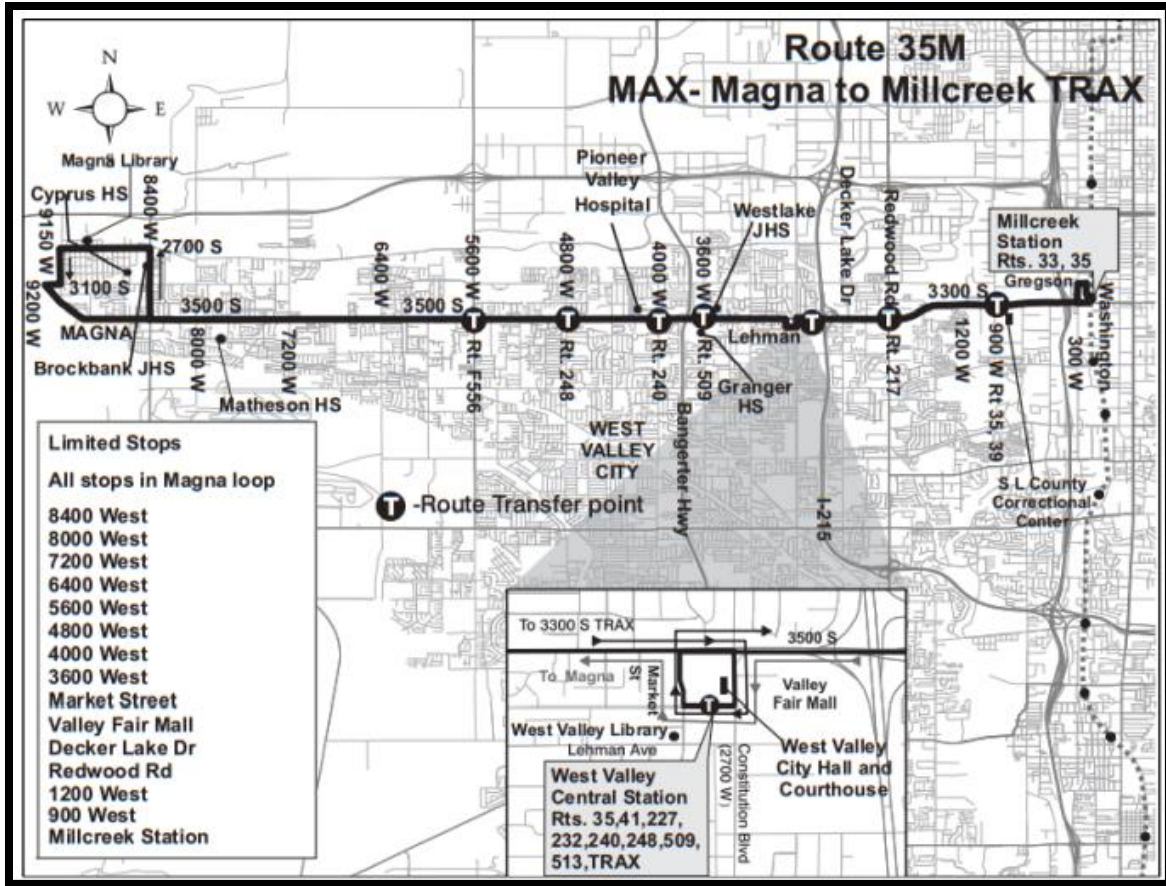 Route 35M
MAX- Magna to Millcreek TRAX
N
W
E
Magna Library
Cyprus HS
8400 W
9150 W
2700 S
3100 S
9200 W
MAGNA
3500 S
Brockbank JHS
8000 W
Matheson HS
7200 W
6400 W
3500 S
5600 W
T
Rt. F556
4800 W
T
Rt. 248
Pioneer
Valley
Hospital
4000 W
T
Rt. 240
3600 W
T
Rt. 509
Westlake
JHS
Granger
HS
Bangerter Hwy
WEST
VALLEY
CITY
Lehman
T
Decker Lake Dr
I-215
Redwood Rd
T
Rt. 217
3300 S
1200 W
T
900 W Rt 35, 39
S L County
Correctional
Center
Millcreek
Station
Rts. 33, 35
Gregson
Washington
300 W
T -Route Transfer point
Limited Stops
All stops in Magna loop
8400 West
8000 West
7200 West
6400 West
5600 West
4800 West
4000 West
3600 West
Market Street
Valley Fair Mall
Decker Lake Dr
Redwood Rd
1200 West
900 West
Millcreek Station
To 3300 S TRAX
3500 S
To Magna
Market
St
Valley
Fair Mall
T
West Valley Library
Lehman Ave
Constitution Blvd
(2700 W)
West Valley
City Hall and
Courthouse
West Valley
Central Station
Rts. 35,41,227,
232,240,248,509,
513,TRAX